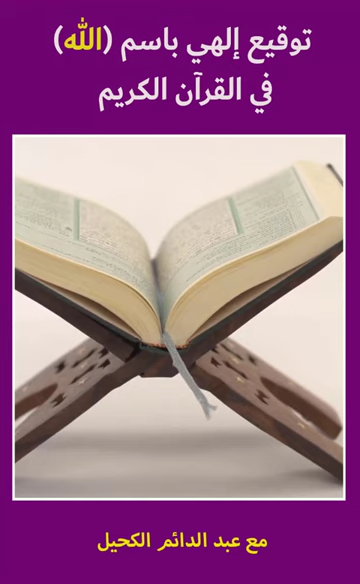 توقيع إلهي باسم (الله)
في القرآن الكريم
مع عبد الدائم الكحيل